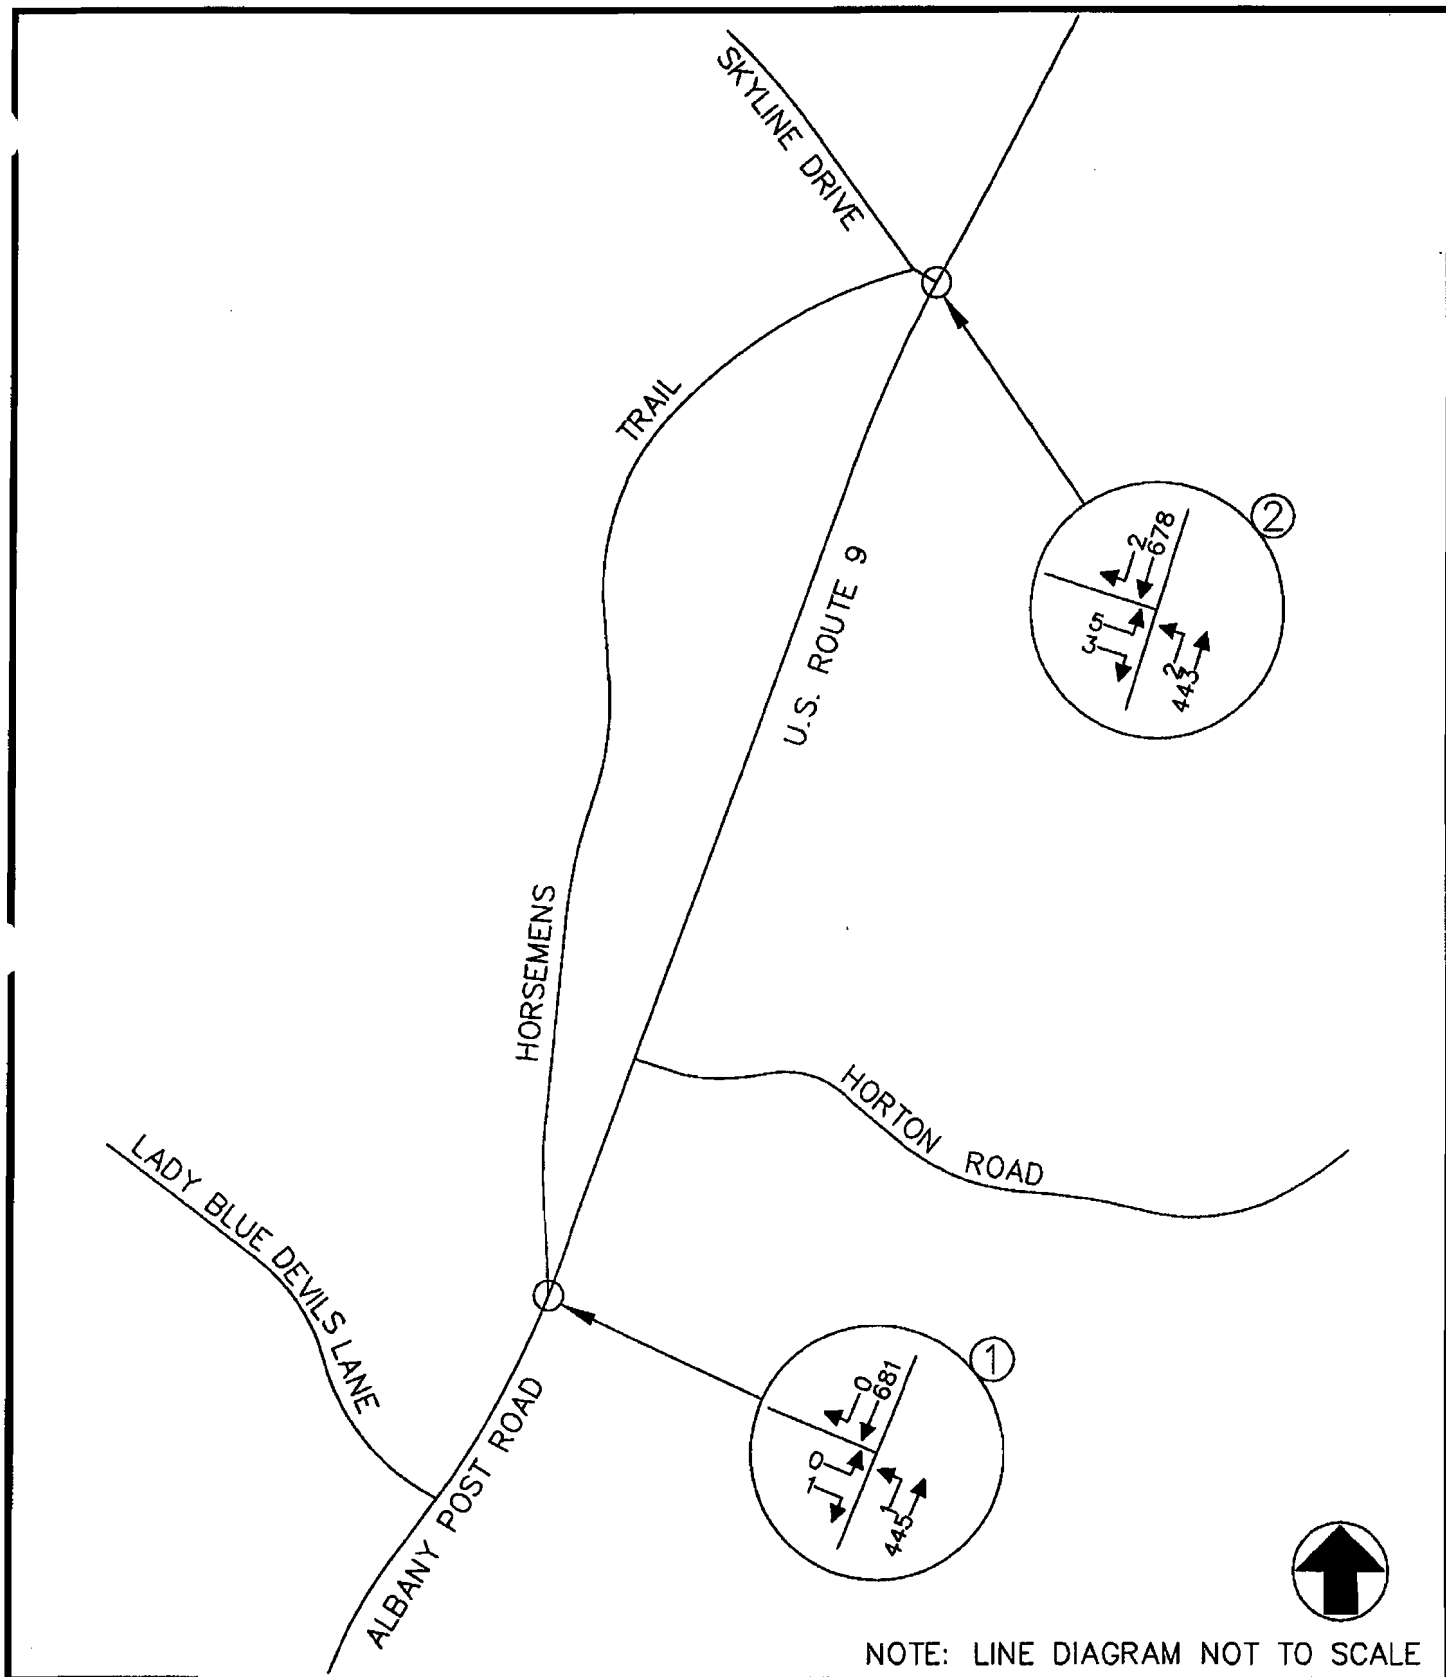 SKYLINE DRIVE
TRAIL
U.S. ROUTE 9
2
2
678
5
3
2
443
HORSEMENS
HORTON ROAD
LADY BLUE DEVILS LANE
ALBANY POST ROAD
1
0
681
0
1
1
445
NOTE: LINE DIAGRAM NOT TO SCALE